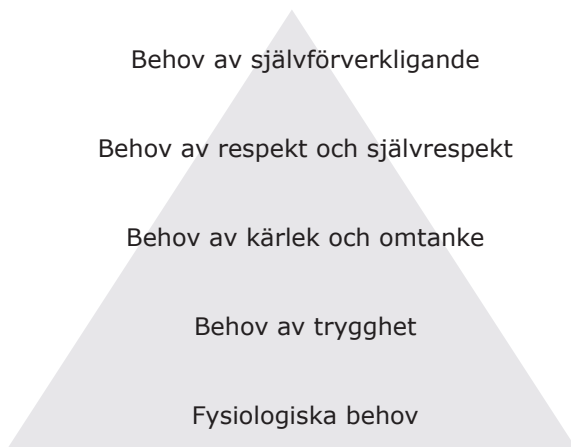 Behov av självförverkligande
Behov av respekt och självrespekt
Behov av kärlek och omtanke
Behov av trygghet
Fysiologiska behov